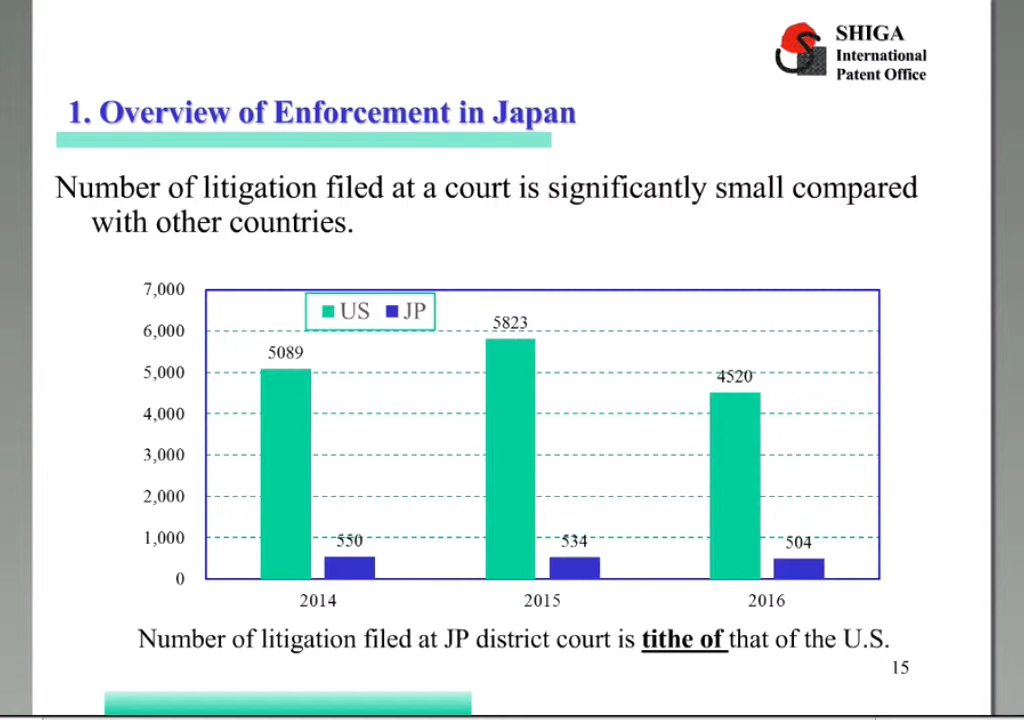 SHIGA
International
Patent Office
1. Overview of Enforcement in Japan
Number of litigation filed at a court is significantly small compared
with other countries.
7,000
6,000
5,000
4,000
3,000
2,000
1,000
0
US JP
5089
550
5823
534
4520
504
2014 2015 2016
Number of litigation filed at JP district court is tithe of that of the U.S.
15